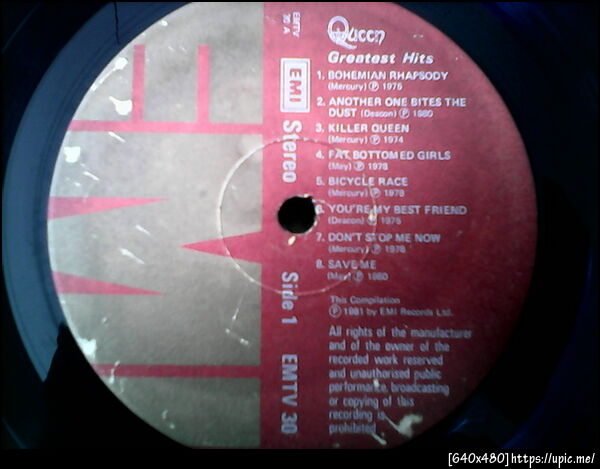 Queen
Greatest Hits
1. BOHEMIAN RHAPSODY
(Mercury) Ⓟ 1975
2. ANOTHER ONE BITES THE
DUST (Deacon) Ⓟ 1980
3. KILLER QUEEN
(Mercury) Ⓟ 1974
4. FAT BOTTOMED GIRLS
(May) Ⓟ 1978
5. BICYCLE RACE
(Mercury) Ⓟ 1978
6. YOU'RE MY BEST FRIEND
(Deacon) Ⓟ 1975
7. DON'T STOP ME NOW
(Mercury) Ⓟ 1978
8. SAVE ME
(May) Ⓟ 1980
This Compilation
Ⓟ 1981 by EMI Records Ltd.
All rights of the manufacturer
and of the owner of the
recorded work reserved
and unauthorised public
performance, broadcasting
or copying of this
recording is
prohibited
EMTV
30 A
EMI
Stereo
Side 1
EMTV 30
[640x480]https://upic.me/